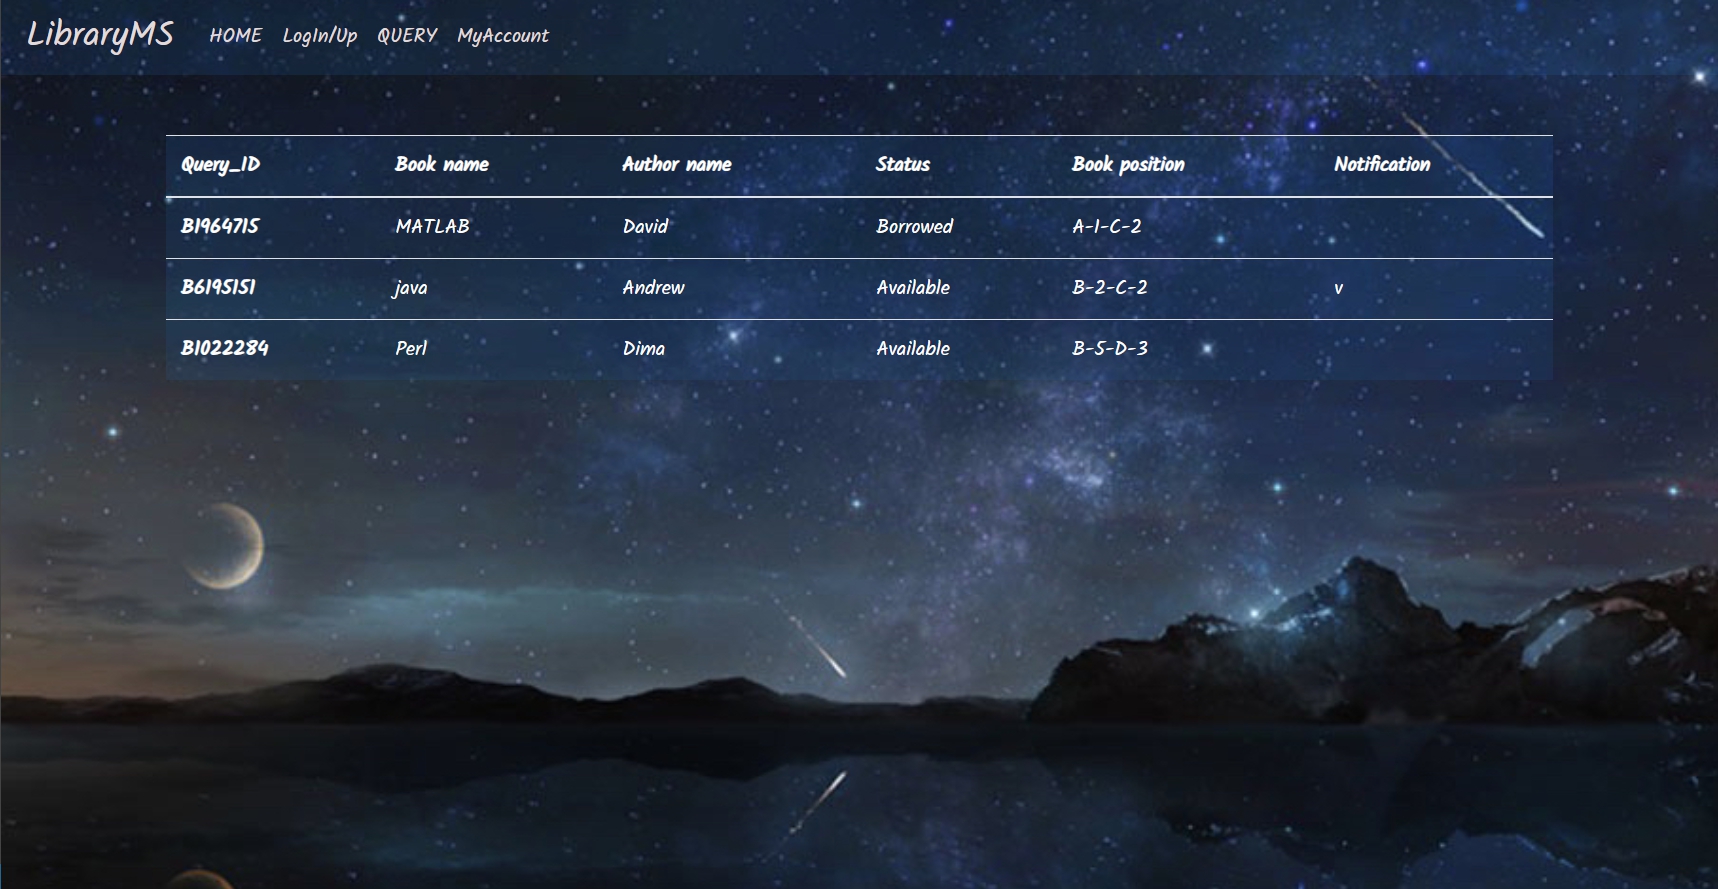 LibraryMS HOME LogIn/Up QUERY MyAccount
Query_ID Book name Author name Status Book position Notification
B1964715 MATLAB David Borrowed A-1-C-2
B6195151 java Andrew Available B-2-C-2 v
B1022284 Perl Dima Available B-5-D-3